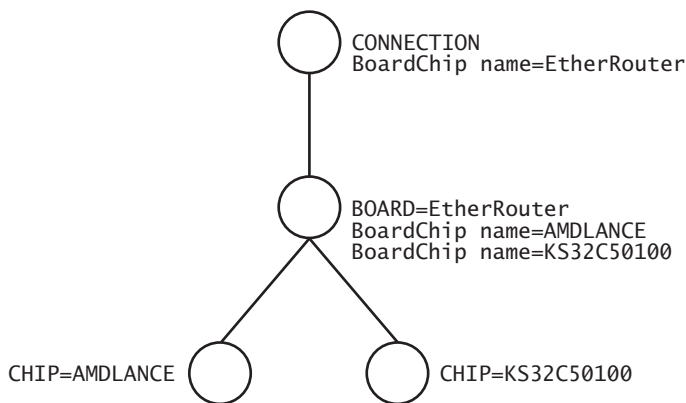 CONNECTION
BoardChip name=EtherRouter
BOARD=EtherRouter
BoardChip name=AMDLANCE
BoardChip name=KS32C50100
CHIP=AMDLANCE
CHIP=KS32C50100